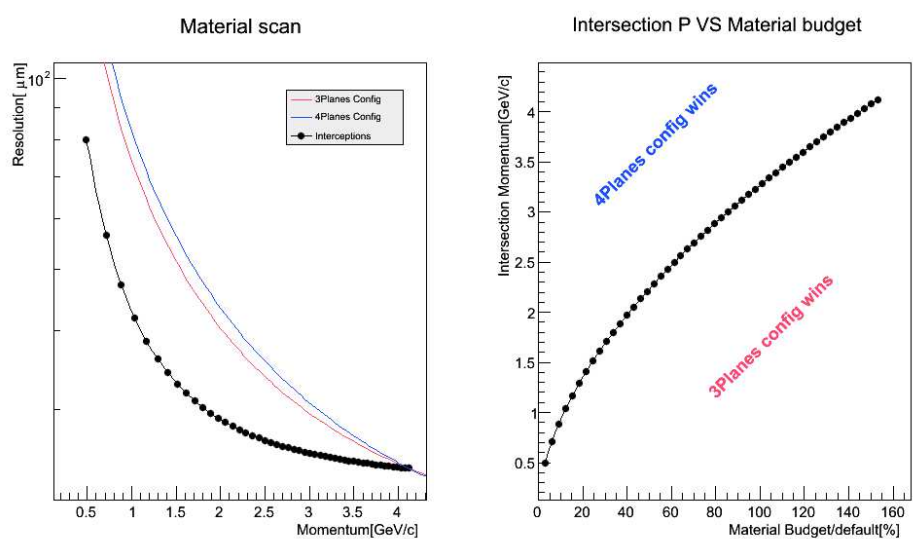 Material scan
Resolution[ μm]
10²
3Planes Config
4Planes Config
Interceptions
0.5 1 1.5 2 2.5 3 3.5 4
Momentum[GeV/c]
Intersection P VS Material budget
Intersection Momentum[GeV/c]
4
3.5
3
2.5
2
1.5
1
0.5
4Planes config wins
3Planes config wins
0 20 40 60 80 100 120 140 160
Material Budget/default[%]